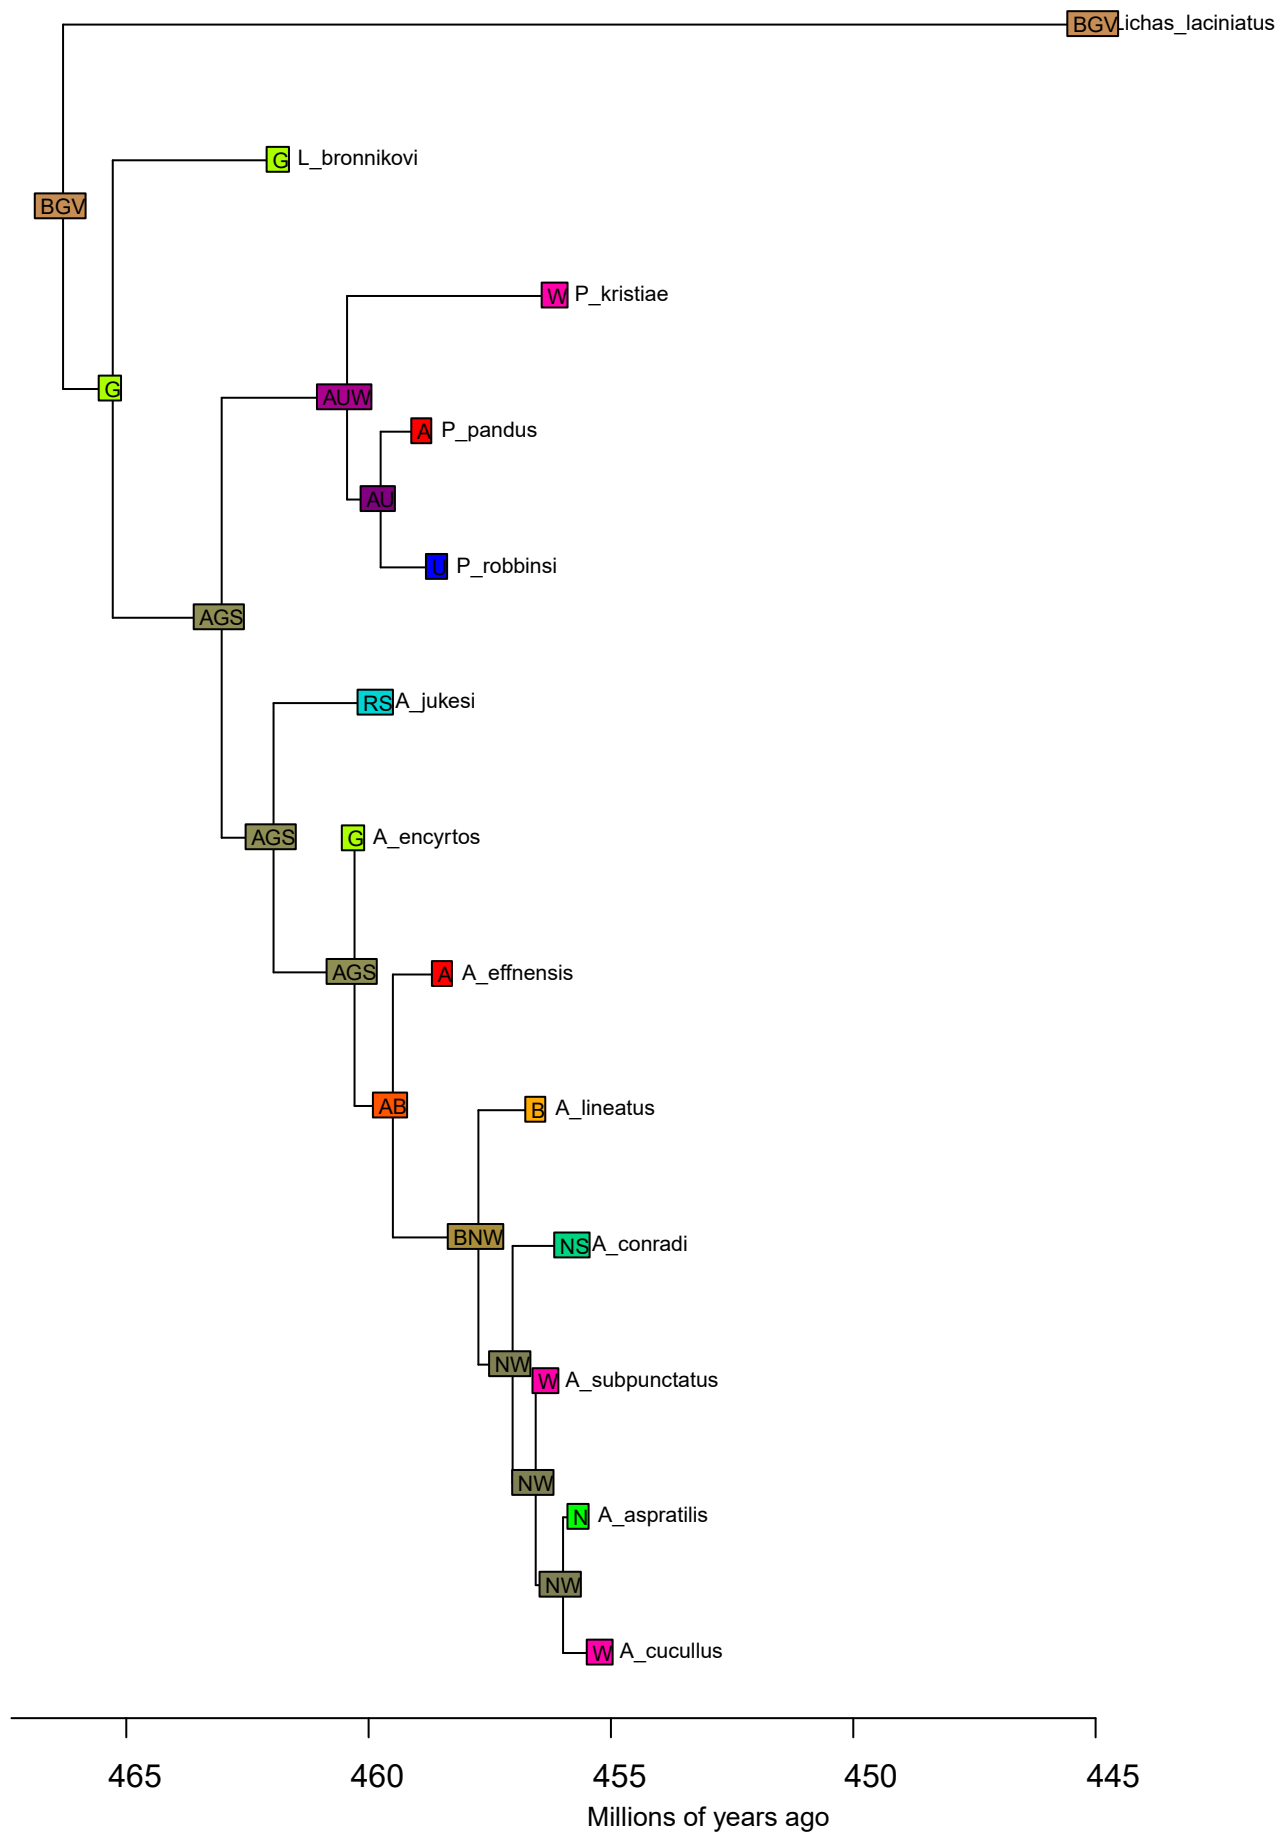 BGV Lichas_laciniatus
G L_bronnikovi
BGV
W P_kristiae
G
AUW
A P_pandus
AU
U P_robbinsi
AGS
RS A_jukesi
AGS
G A_encyrtos
AGS
A A_effnensis
AB
B A_lineatus
BNW
NS A_conradi
NW
W A_subpunctatus
NW
N A_aspratilis
NW
W A_cucullus
465 460 455 450 445
Millions of years ago